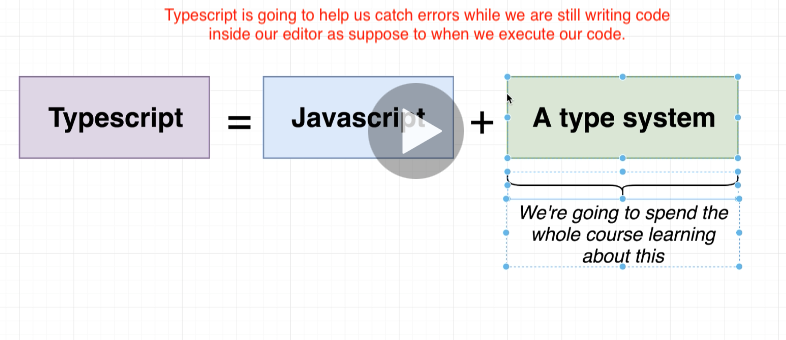 Typescript is going to help us catch errors while we are still writing code
inside our editor as suppose to when we execute our code.
Typescript = Javascript + A type system
We're going to spend the
whole course learning
about this